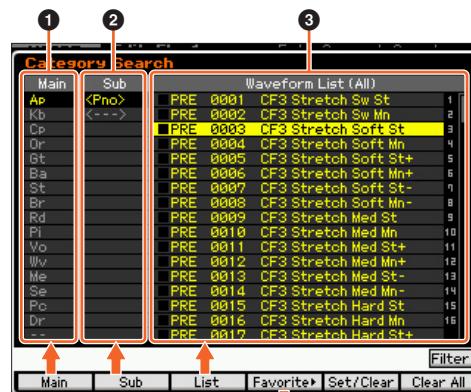 1 2 3
Category Search
Main Sub Waveform List (All)
Ap <Pno> PRE 0001 CF3 Stretch Sw St 1
Kb <---> PRE 0002 CF3 Stretch Sw Mn 2
Cp PRE 0003 CF3 Stretch Soft St 3
Or PRE 0004 CF3 Stretch Soft Mn 4
Gt PRE 0005 CF3 Stretch Soft St+ 5
Ba PRE 0006 CF3 Stretch Soft Mn+ 6
St PRE 0007 CF3 Stretch Soft St- 7
Br PRE 0008 CF3 Stretch Soft Mn- 8
Rd PRE 0009 CF3 Stretch Med St 9
Pi PRE 0010 CF3 Stretch Med Mn 10
Vo PRE 0011 CF3 Stretch Med St+ 11
Wv PRE 0012 CF3 Stretch Med Mn+ 12
Me PRE 0013 CF3 Stretch Med St- 13
Se PRE 0014 CF3 Stretch Med Mn- 14
Pc PRE 0015 CF3 Stretch Hard St 15
Dr PRE 0016 CF3 Stretch Hard Mn 16
-- PRE 0017 CF3 Stretch Hard St+
Filter
Main Sub List Favorite Set/Clear Clear All